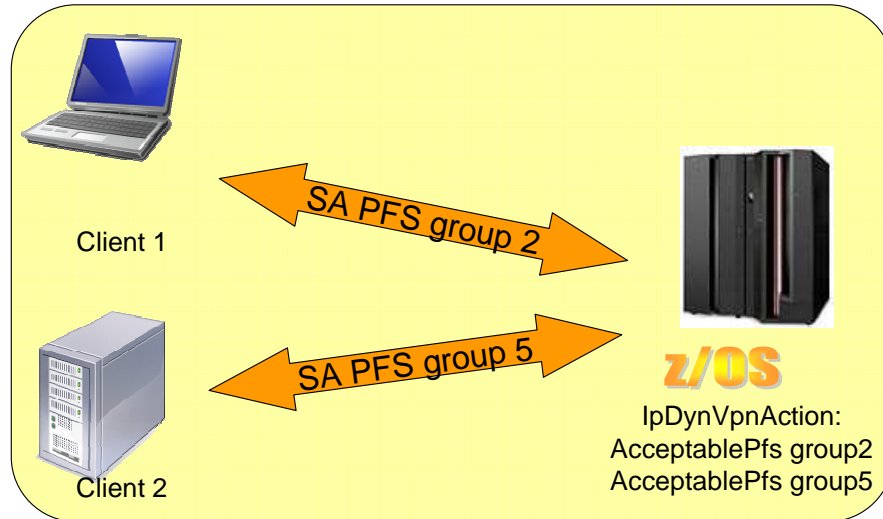 SA PFS group 2
Client 1
SA PFS group 5
z/OS
IpDynVpnAction:
AcceptablePfs group2
AcceptablePfs group5
Client 2